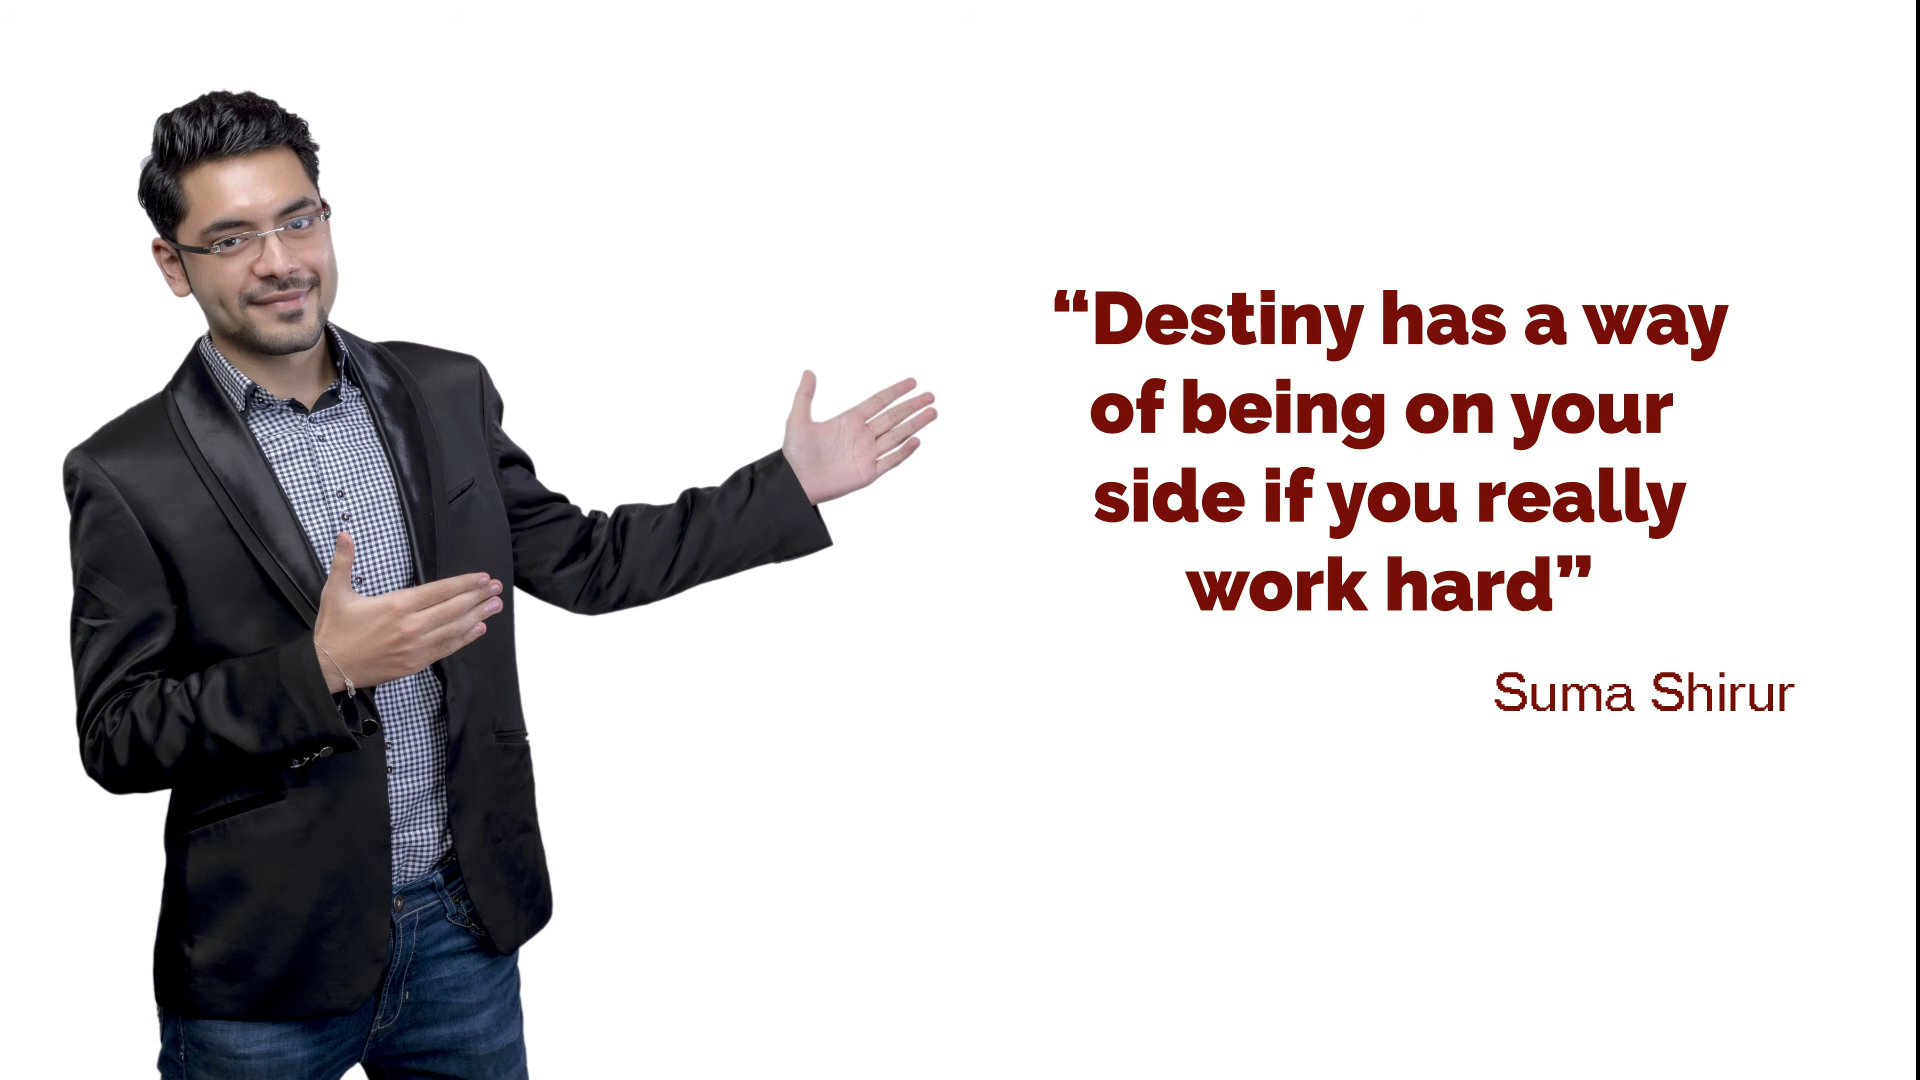 “Destiny has a way
of being on your
side if you really
work hard”
Suma Shirur